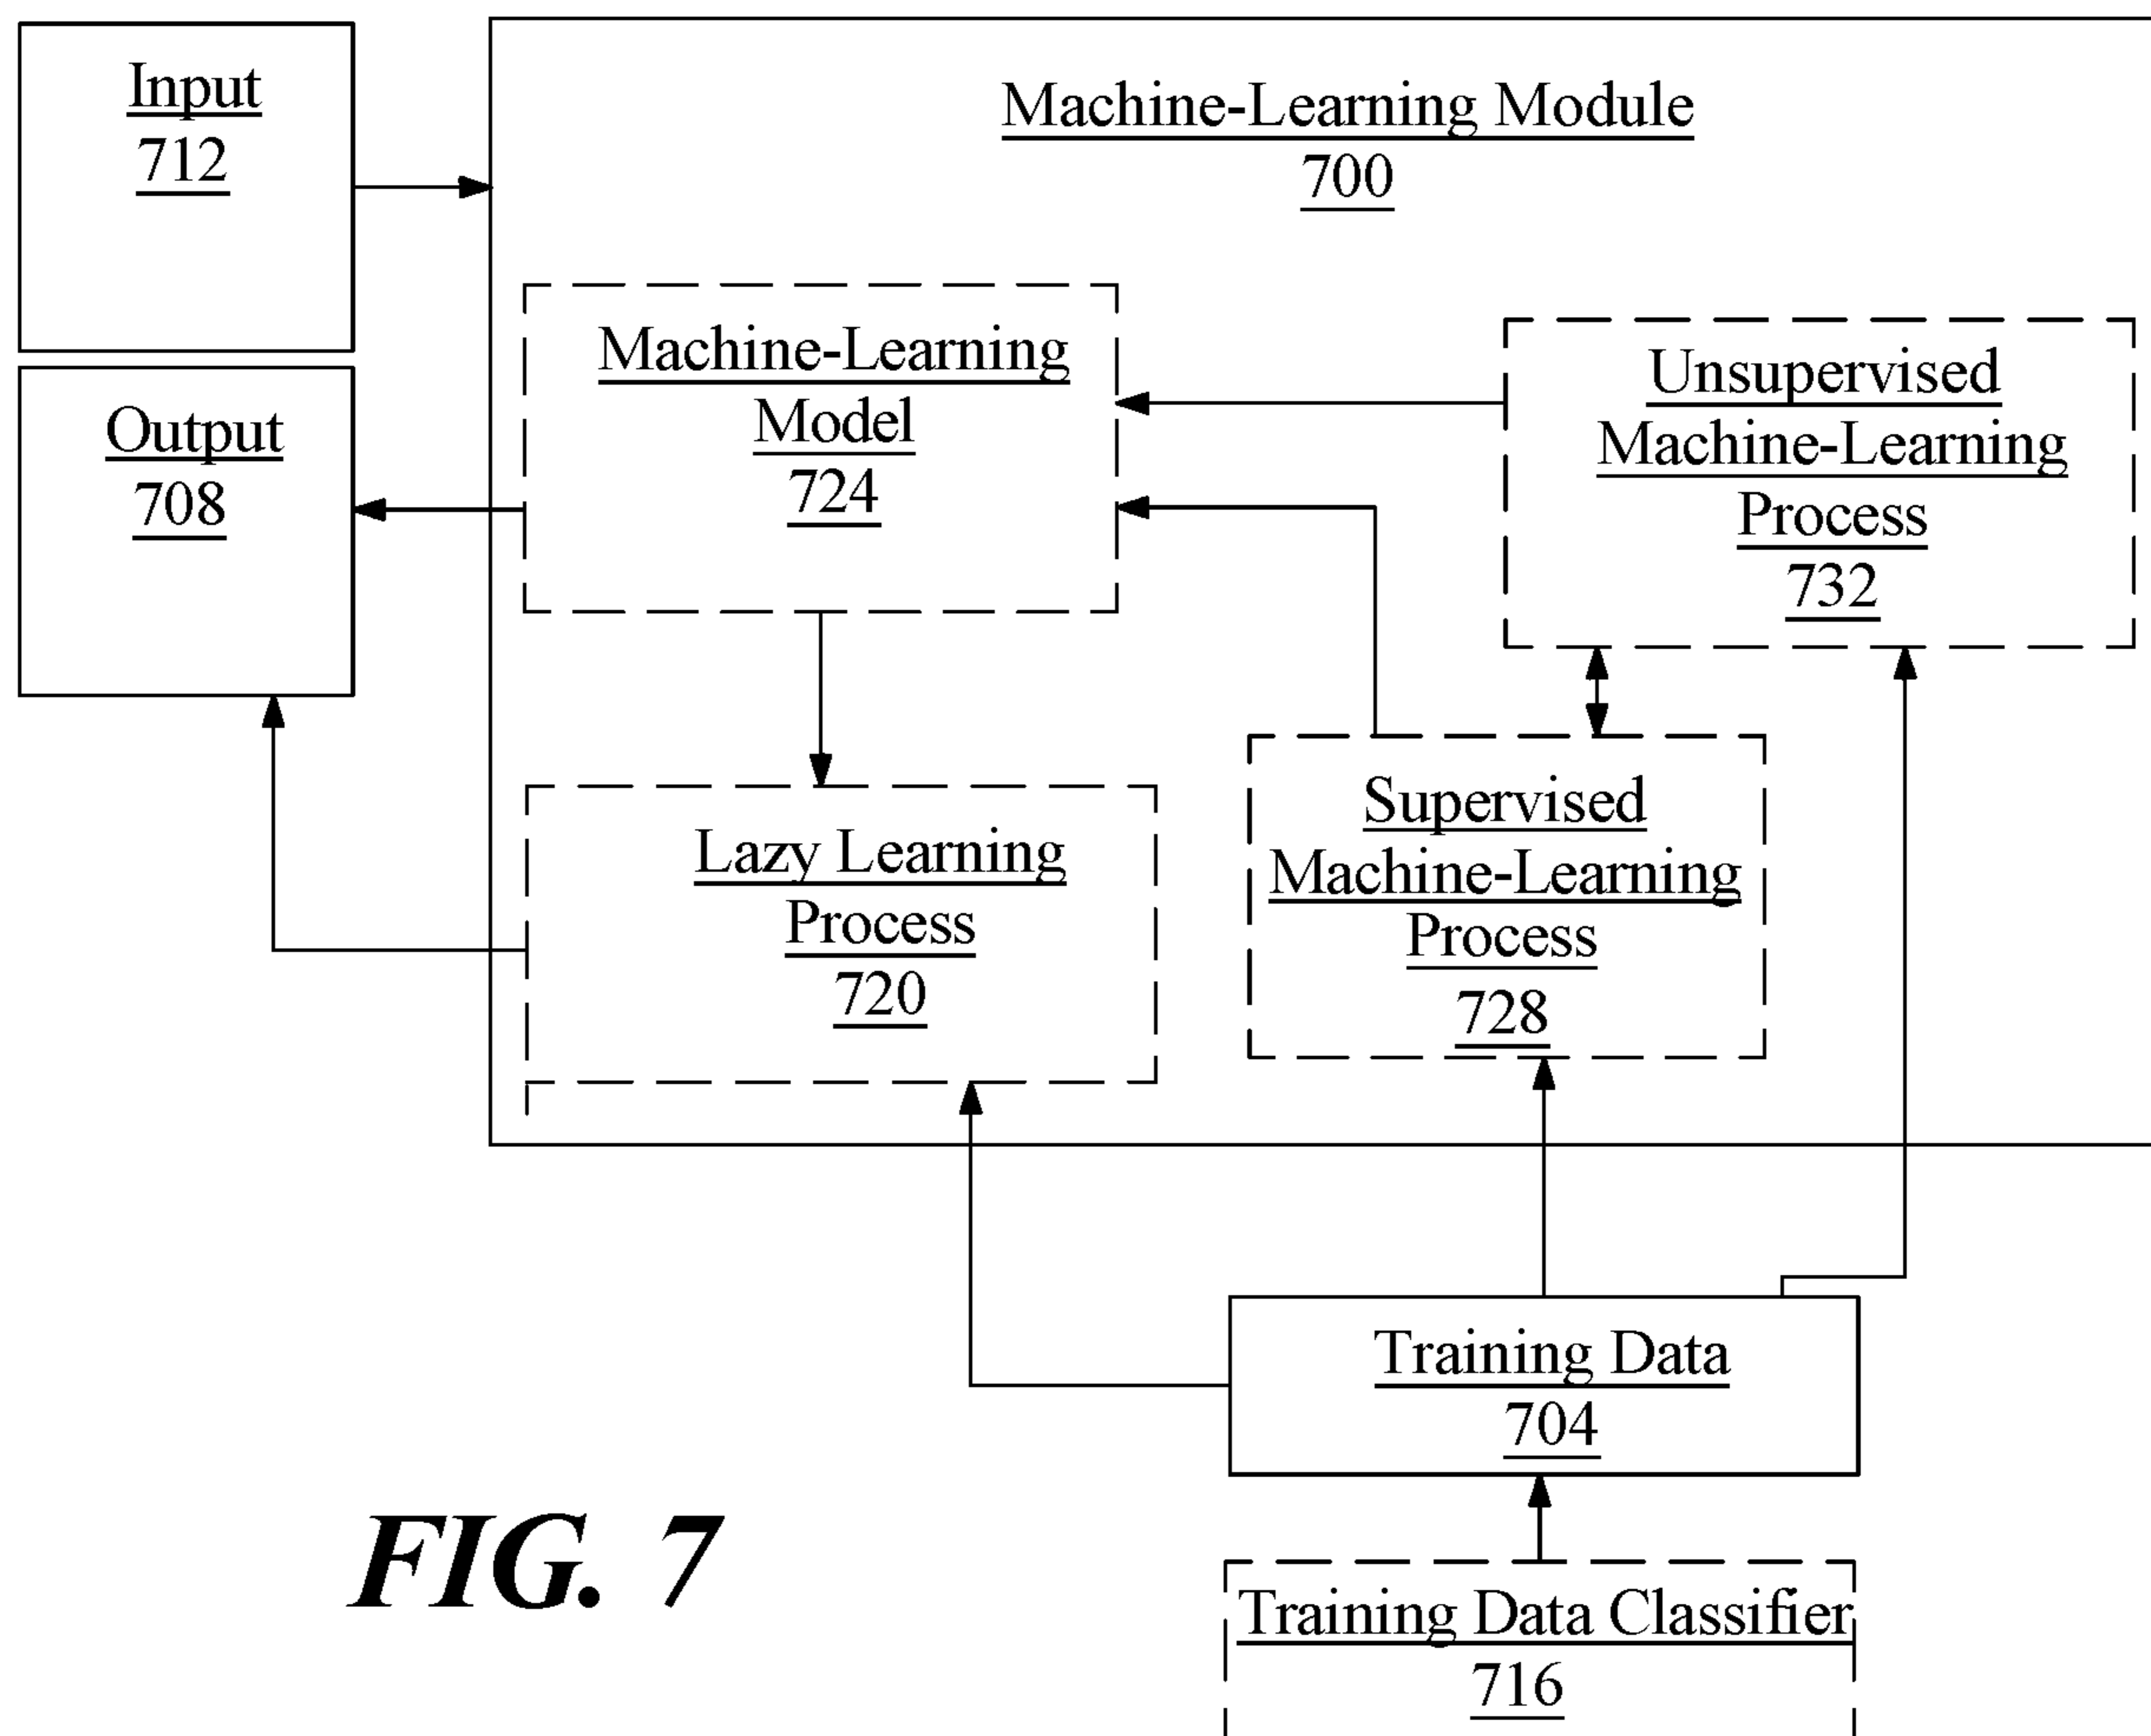 Input
712
Machine-Learning Module
700
Machine-Learning
Model
724
Unsupervised
Machine-Learning
Process
732
Output
708
Lazy Learning
Process
720
Supervised
Machine-Learning
Process
728
Training Data
704
Training Data Classifier
716
FIG. 7